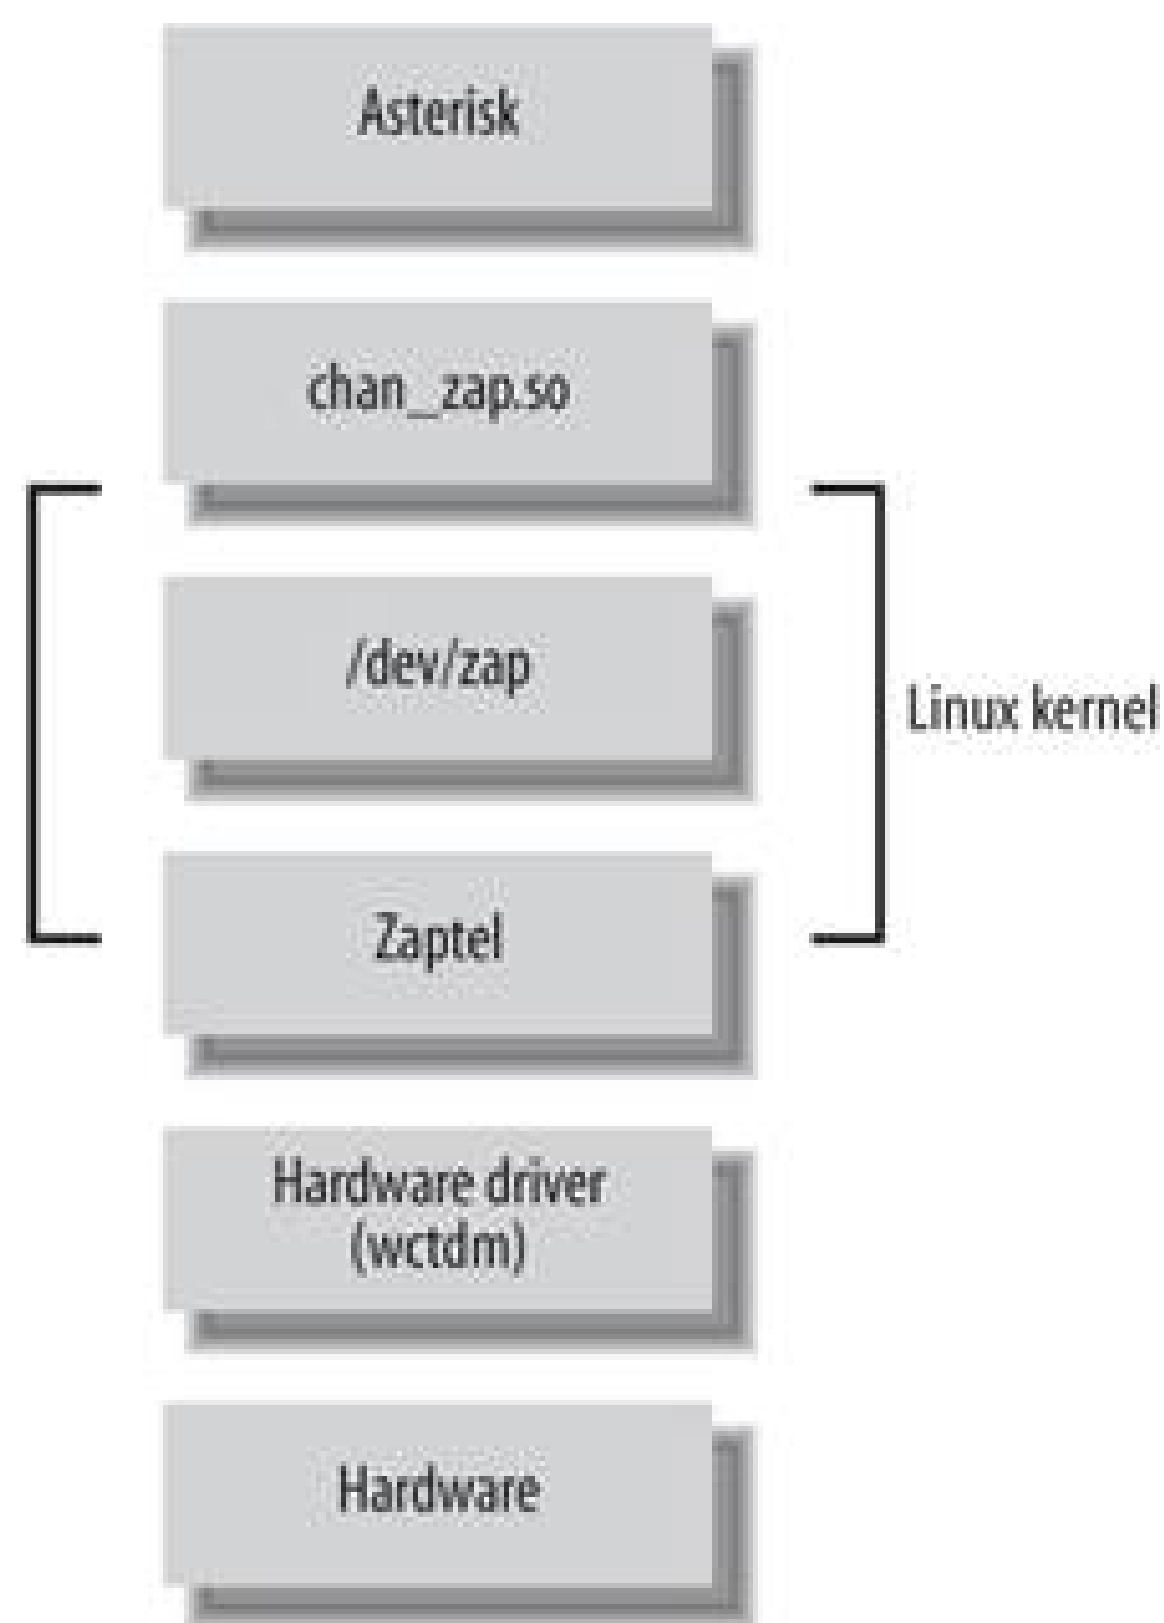 Asterisk
chan_zap.so
/dev/zap
Linux kernel
Zaptel
Hardware driver
(wctdm)
Hardware